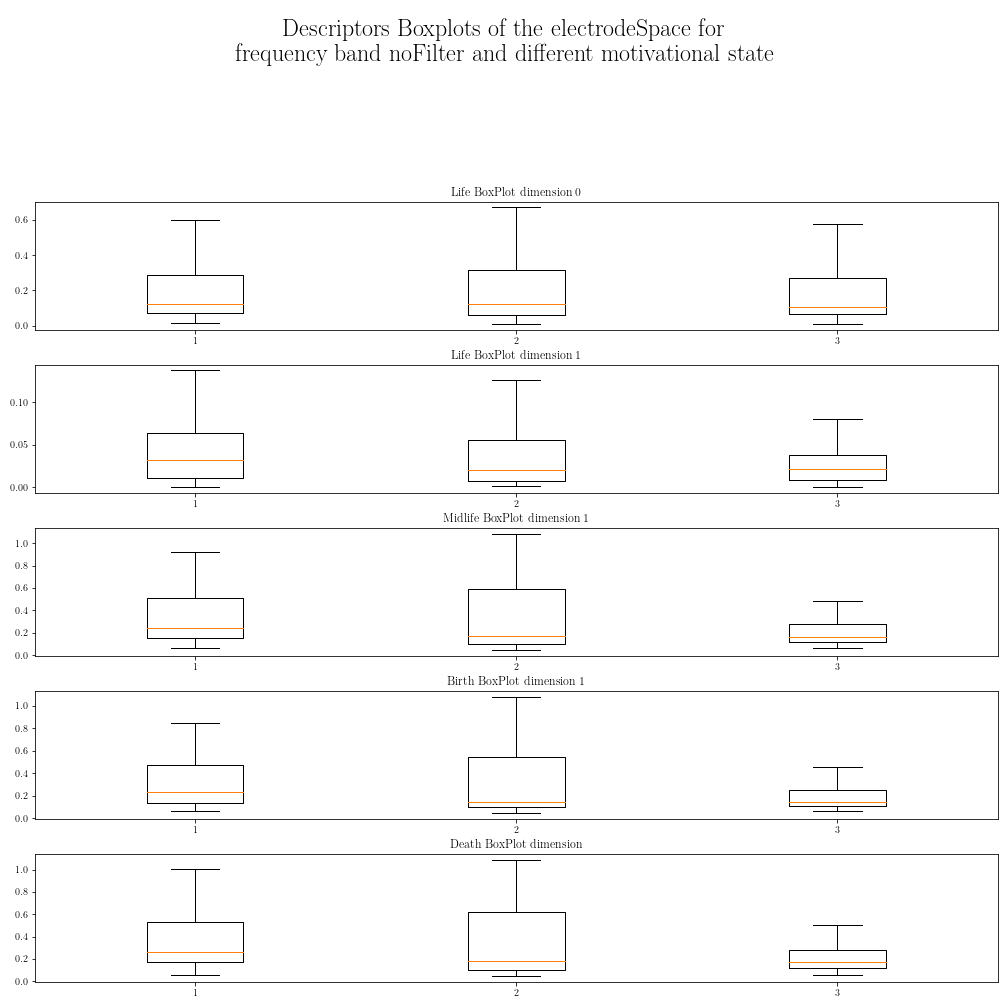 Descriptors Boxplots of the electrodeSpace for
frequency band noFilter and different motivational state
Life BoxPlot dimension 0
0.6
0.4
0.2
0.0
1 2 3
Life BoxPlot dimension 1
0.10
0.05
0.00
1 2 3
Midlife BoxPlot dimension 1
1.0
0.8
0.6
0.4
0.2
0.0
1 2 3
Birth BoxPlot dimension 1
1.0
0.8
0.6
0.4
0.2
0.0
1 2 3
Death BoxPlot dimension
1.0
0.8
0.6
0.4
0.2
0.0
1 2 3